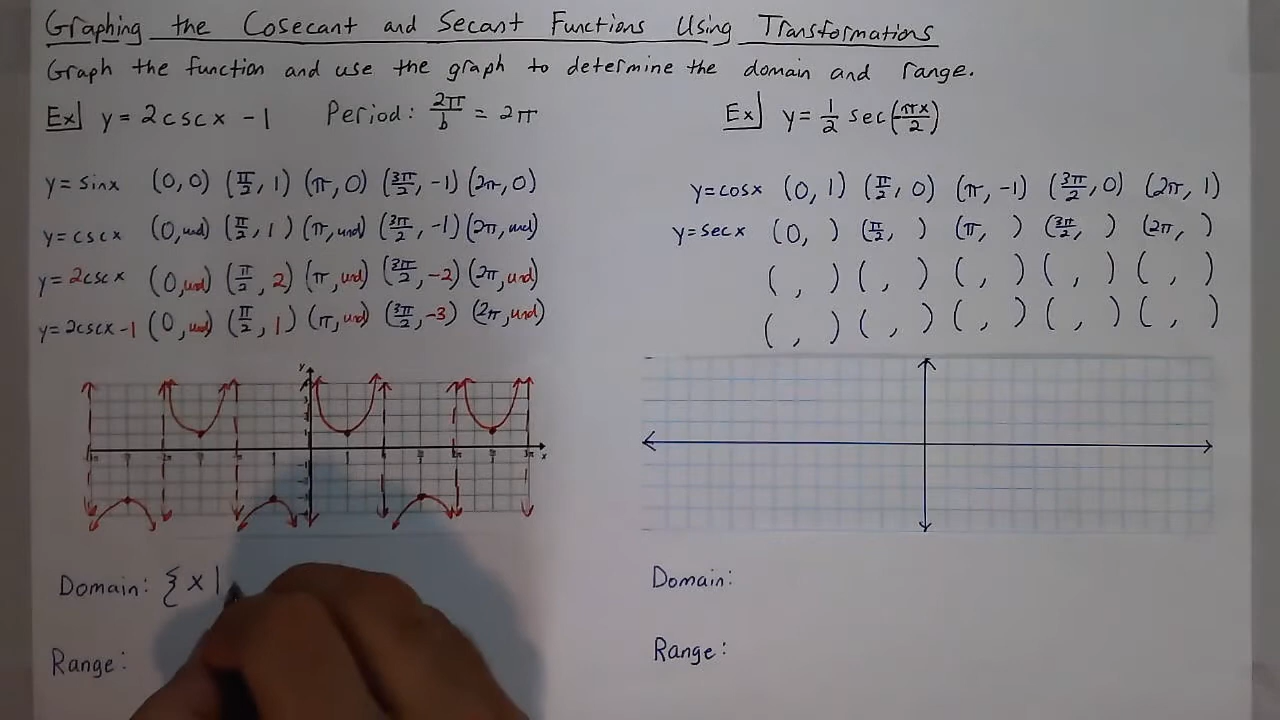 Graphing the Cosecant and Secant Functions Using Transformations
Graph the function and use the graph to determine the domain and range.
Ex] y = 2cscx - 1 Period: 2π/b = 2π
y = sinx (0, 0) (π/2, 1) (π, 0) (3π/2, -1) (2π, 0)
y = cscx (0, und) (π/2, 1) (π, und) (3π/2, -1) (2π, und)
y = 2cscx (0, und) (π/2, 2) (π, und) (3π/2, -2) (2π, und)
y = 2cscx - 1 (0, und) (π/2, 1) (π, und) (3π/2, -3) (2π, und)
y
x
Domain: {x |
Range:
Ex] y = 1/2 sec(πx/2)
y = cosx (0, 1) (π/2, 0) (π, -1) (3π/2, 0) (2π, 1)
y = secx (0, ) (π/2, ) (π, ) (3π/2, ) (2π, )
( , ) ( , ) ( , ) ( , ) ( , )
( , ) ( , ) ( , ) ( , ) ( , )
Domain:
Range: